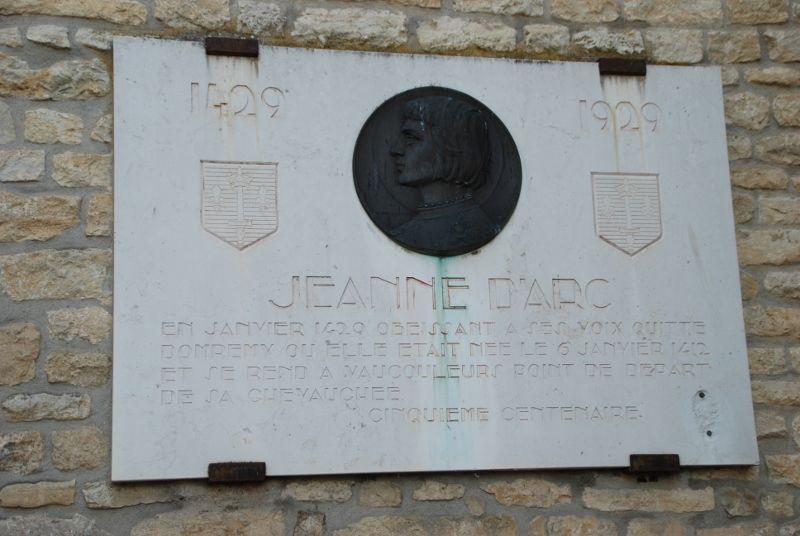 1429 1929
JEANNE D'ARC
EN JANVIER 1429 OBEISSANT A SES VOIX QUITTE
DOMREMY OU ELLE ETAIT NEE LE 6 JANVIER 1412
ET SE REND A VAUCOULEURS POINT DE DEPART
DE SA CHEVAUCHEE
CINQUIEME CENTENAIRE